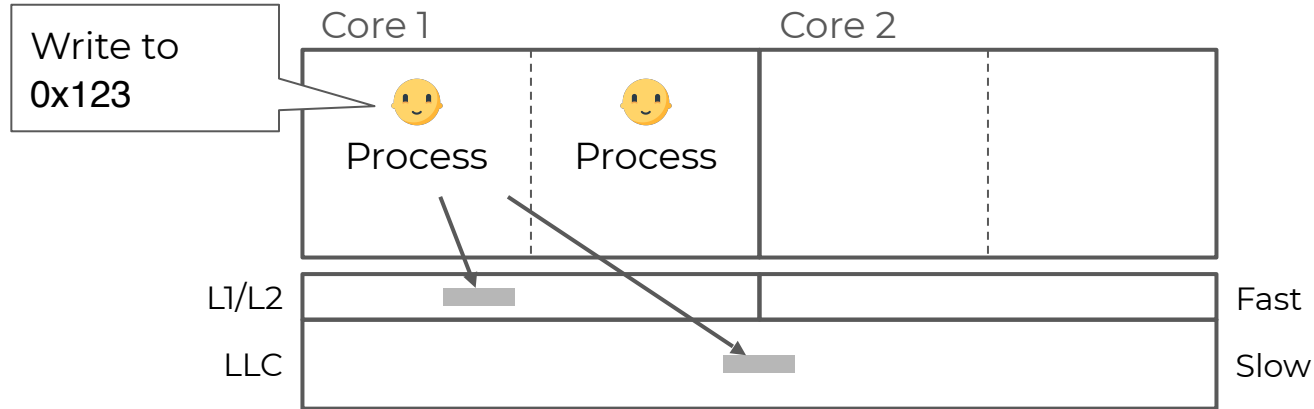 Core 1
Core 2
Write to
0x123
Process
Process
L1/L2
Fast
LLC
Slow